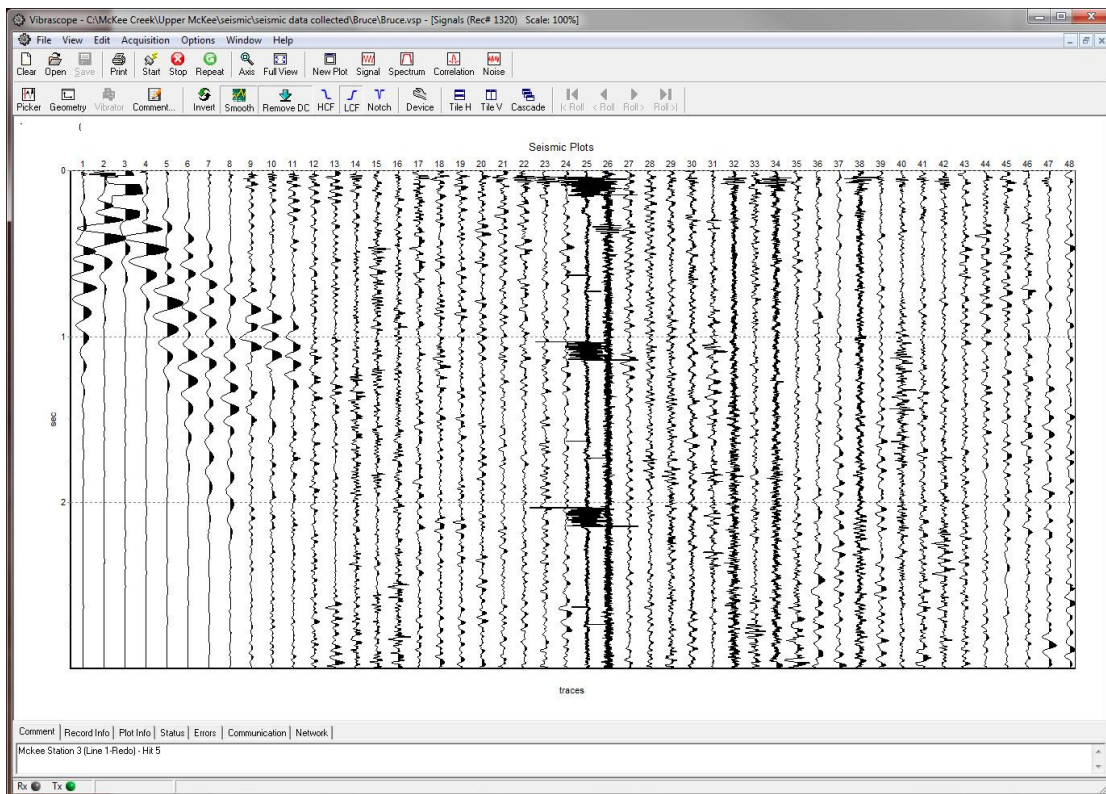 Vibrascope - C:\McKee Creek\Upper McKee\seismic\seismic data collected\Bruce\Bruce.vsp - [Signals (Rec# 1320) Scale: 100%]
File View Edit Acquisition Options Window Help
Clear Open Save Print Start Stop Repeat Axis Full View New Plot Signal Spectrum Correlation Noise
Picker Geometry Vibrator Comment... Invert Smooth Remove DC HCF LCF Notch Device Tile H Tile V Cascade |< Roll < Roll Roll > Roll >|
Seismic Plots
1 2 3 4 5 6 7 8 9 10 11 12 13 14 15 16 17 18 19 20 21 22 23 24 25 26 27 28 29 30 31 32 33 34 35 36 37 38 39 40 41 42 43 44 45 46 47 48
0
1
sec
2
traces
Comment Record Info Plot Info Status Errors Communication Network
Mckee Station 3 (Line 1-Redo) - Hit 5
Rx Tx